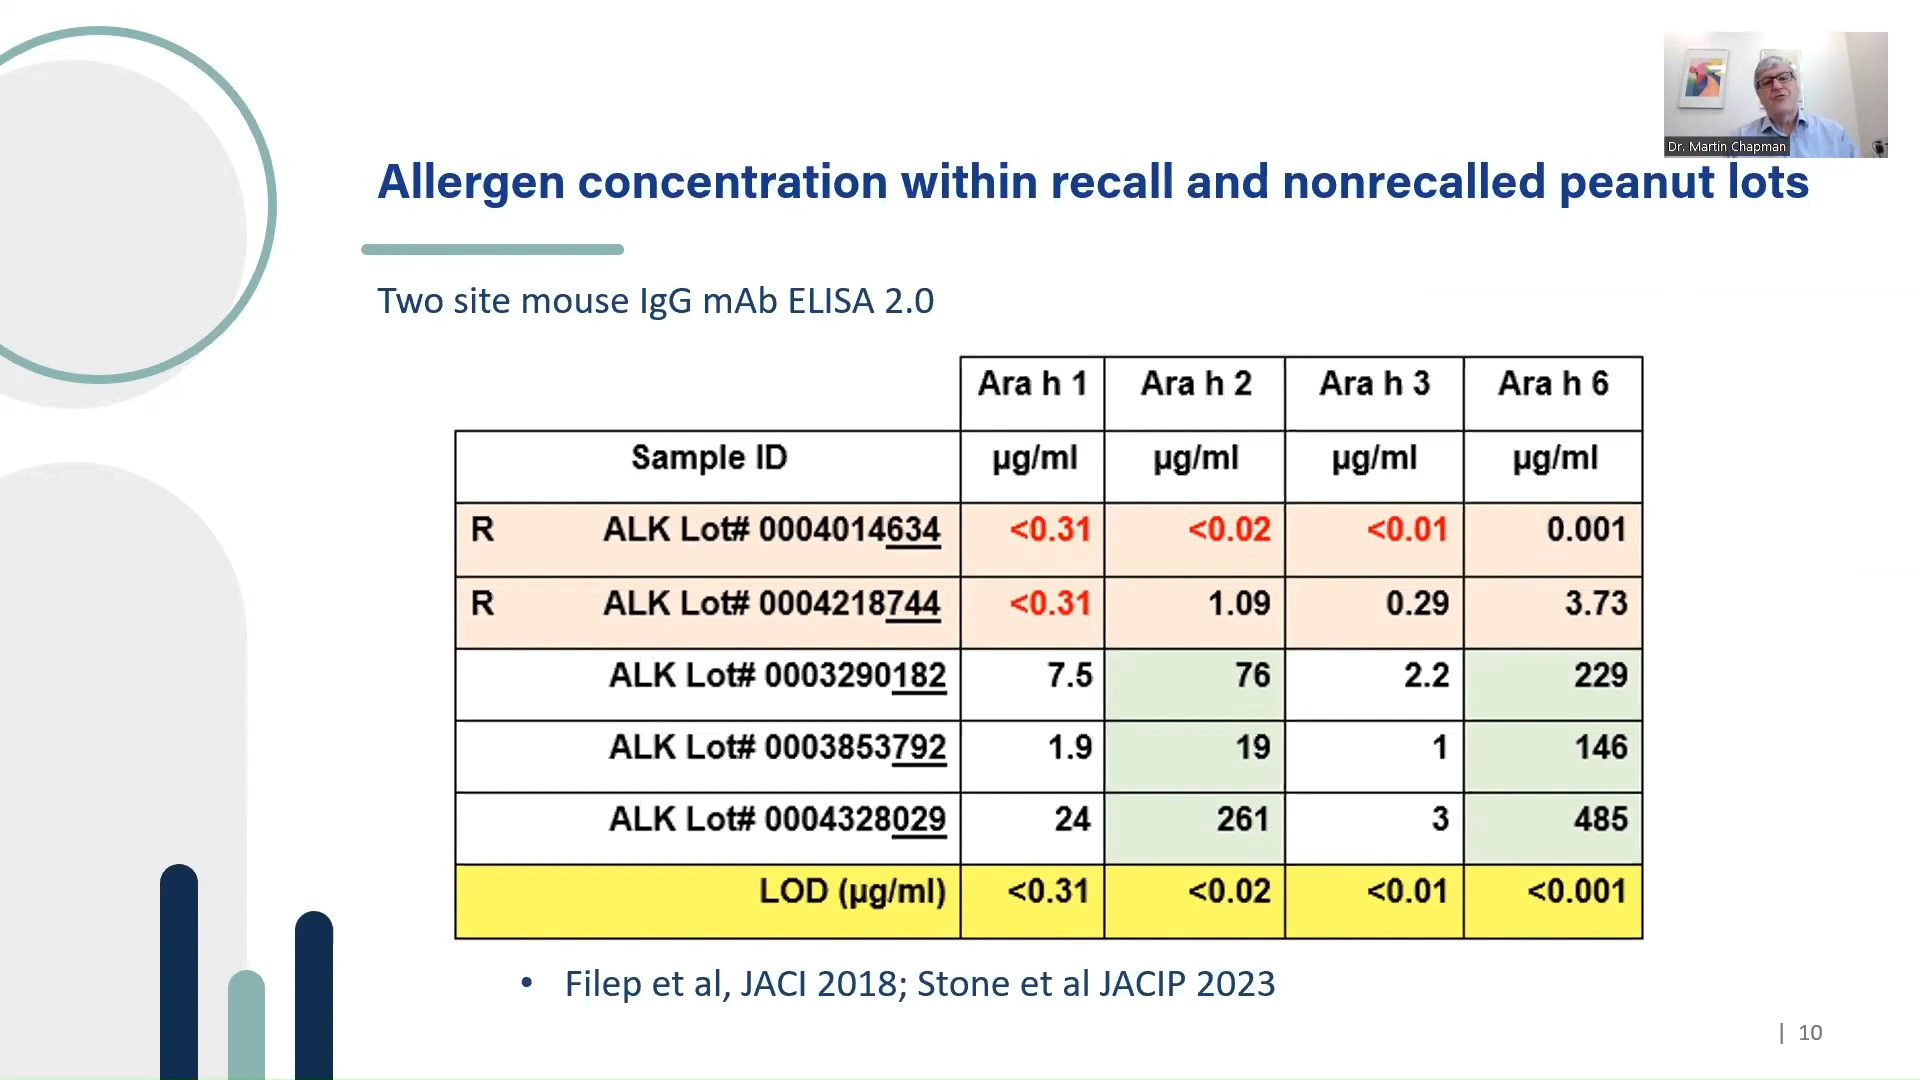 Dr. Martin Chapman
Allergen concentration within recall and nonrecalled peanut lots
Two site mouse IgG mAb ELISA 2.0
Ara h 1 Ara h 2 Ara h 3 Ara h 6
Sample ID µg/ml µg/ml µg/ml µg/ml
R ALK Lot# 0004014634 <0.31 <0.02 <0.01 0.001
R ALK Lot# 0004218744 <0.31 1.09 0.29 3.73
ALK Lot# 0003290182 7.5 76 2.2 229
ALK Lot# 0003853792 1.9 19 1 146
ALK Lot# 0004328029 24 261 3 485
LOD (µg/ml) <0.31 <0.02 <0.01 <0.001
• Filep et al, JACI 2018; Stone et al JACIP 2023
| 10